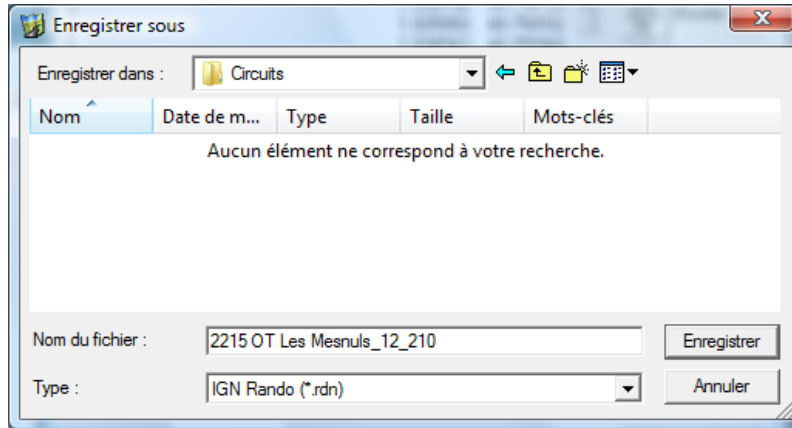 Enregistrer sous
Enregistrer dans : Circuits
Nom Date de m... Type Taille Mots-clés
Aucun élément ne correspond à votre recherche.
Nom du fichier : 2215 OT Les Mesnuls_12_210 Enregistrer
Type : IGN Rando (*.rdn) Annuler